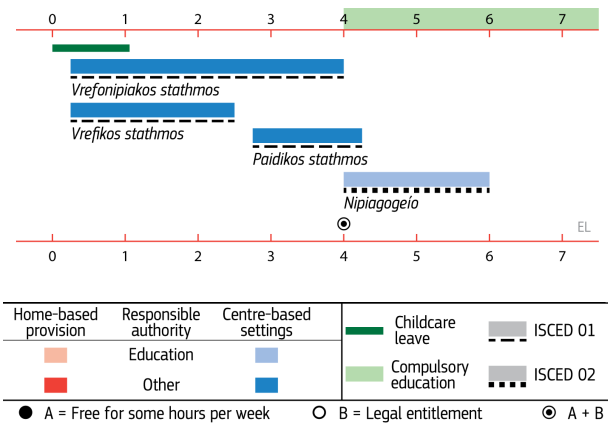 0 1 2 3 4 5 6 7
Vrefonipiakos stathmos
Vrefikos stathmos
Paidikos stathmos
Nipiagogeío
EL
0 1 2 3 4 5 6 7
Home-based provision
Responsible authority
Centre-based settings
Education
Other
Childcare leave
ISCED 01
Compulsory education
ISCED 02
A = Free for some hours per week
B = Legal entitlement
A + B